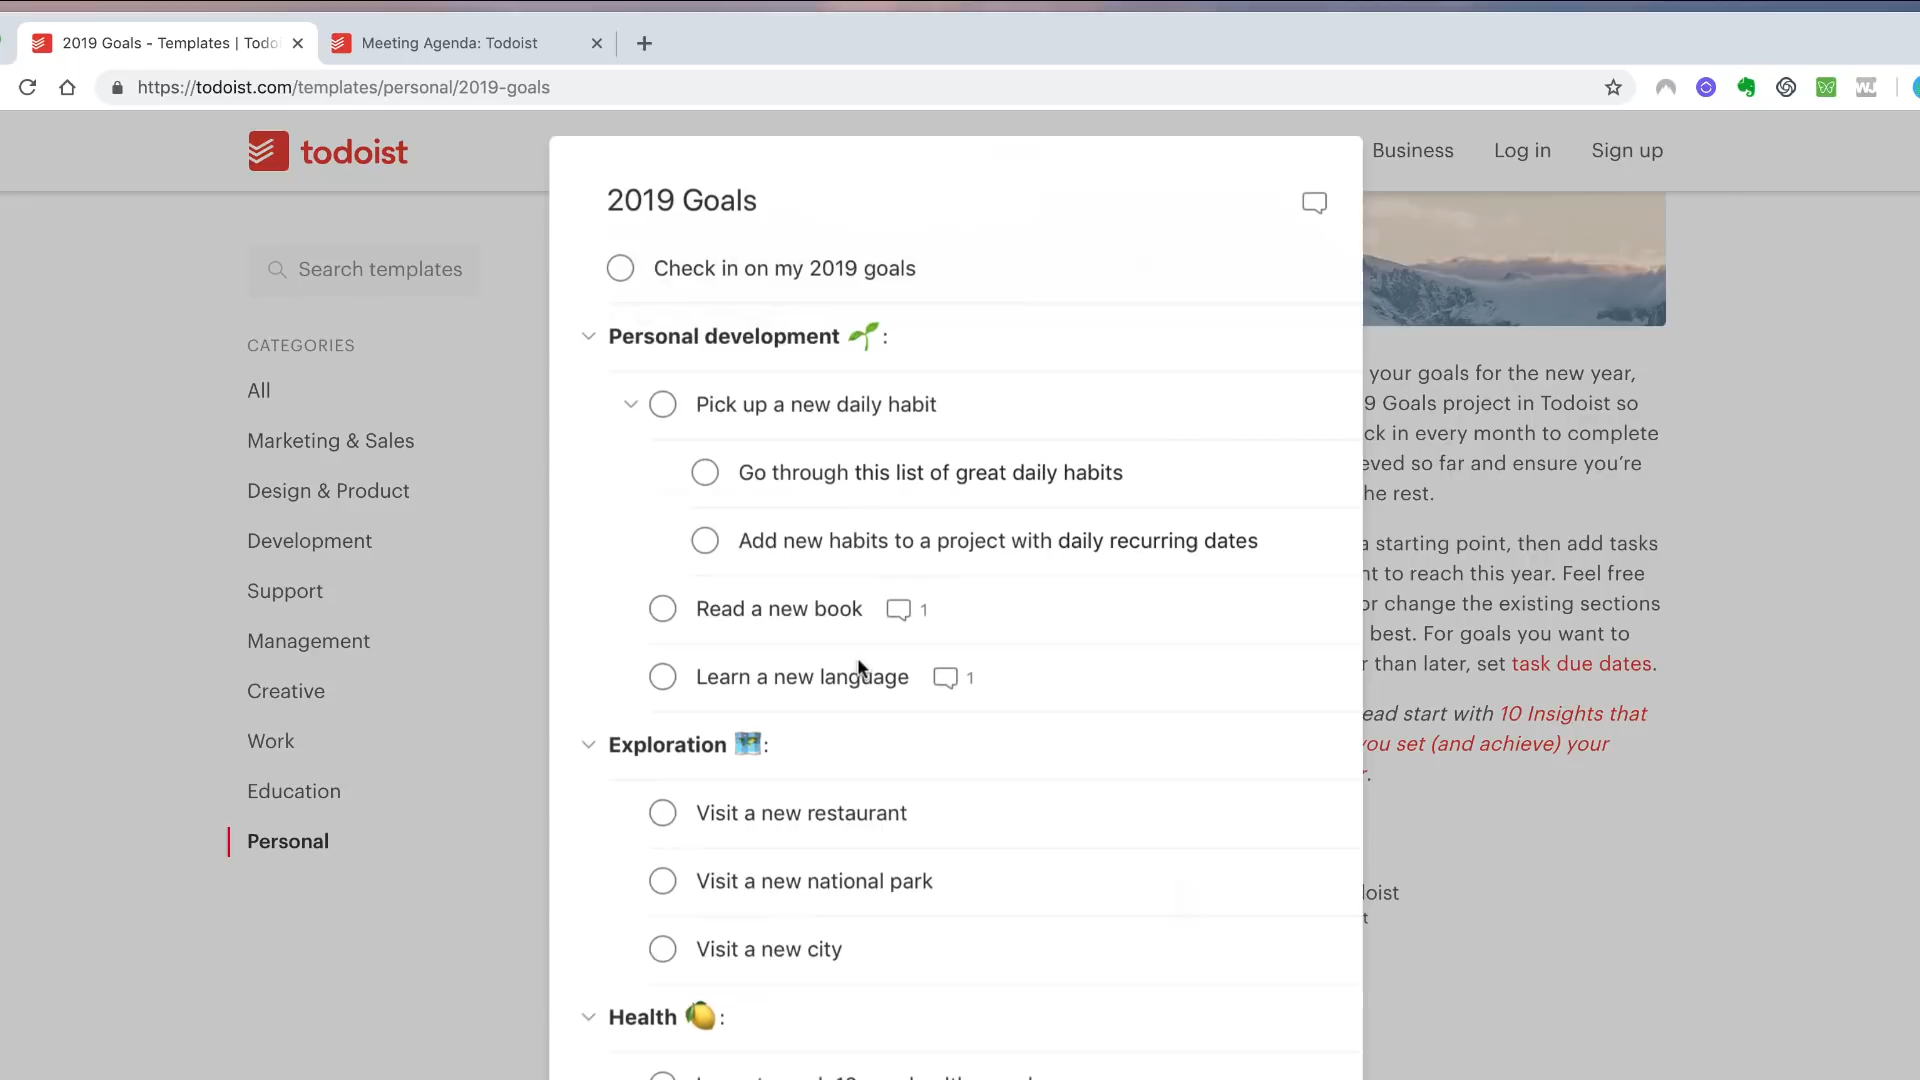 2019 Goals - Templates | Todo
Meeting Agenda: Todoist
https://todoist.com/templates/personal/2019-goals
todoist
Business
Log in
Sign up
Search templates
CATEGORIES
All
Marketing & Sales
Design & Product
Development
Support
Management
Creative
Work
Education
Personal
2019 Goals
Check in on my 2019 goals
Personal development 🌱:
Pick up a new daily habit
Go through this list of great daily habits
Add new habits to a project with daily recurring dates
Read a new book 1
Learn a new language 1
Exploration 🗺️:
Visit a new restaurant
Visit a new national park
Visit a new city
Health 🍋:
your goals for the new year,
9 Goals project in Todoist so
ck in every month to complete
eved so far and ensure you're
he rest.
a starting point, then add tasks
nt to reach this year. Feel free
or change the existing sections
best. For goals you want to
r than later, set task due dates.
ead start with 10 Insights that
you set (and achieve) your
doist
t